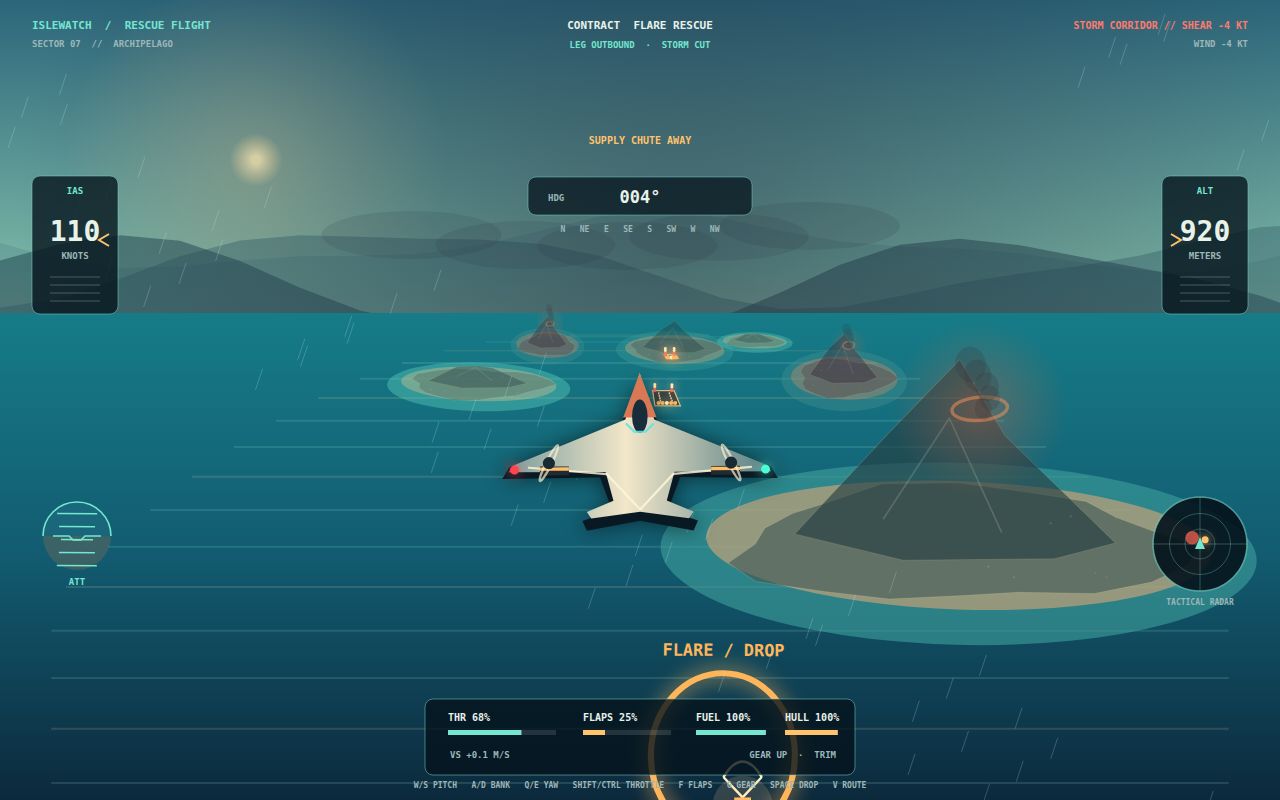 ISLEWATCH / RESCUE FLIGHT
SECTOR 07 // ARCHIPELAGO
CONTRACT FLARE RESCUE
LEG OUTBOUND · STORM CUT
STORM CORRIDOR // SHEAR -4 KT
WIND -4 KT
SUPPLY CHUTE AWAY
IAS
110
KNOTS
HDG 004°
N NE E SE S SW W NW
ALT
920
METERS
ATT
TACTICAL RADAR
FLARE / DROP
THR 68% FLAPS 25% FUEL 100% HULL 100%
VS +0.1 M/S GEAR UP · TRIM
W/S PITCH A/D BANK Q/E YAW SHIFT/CTRL THROTTLE F FLAPS G GEAR SPACE DROP V ROUTE